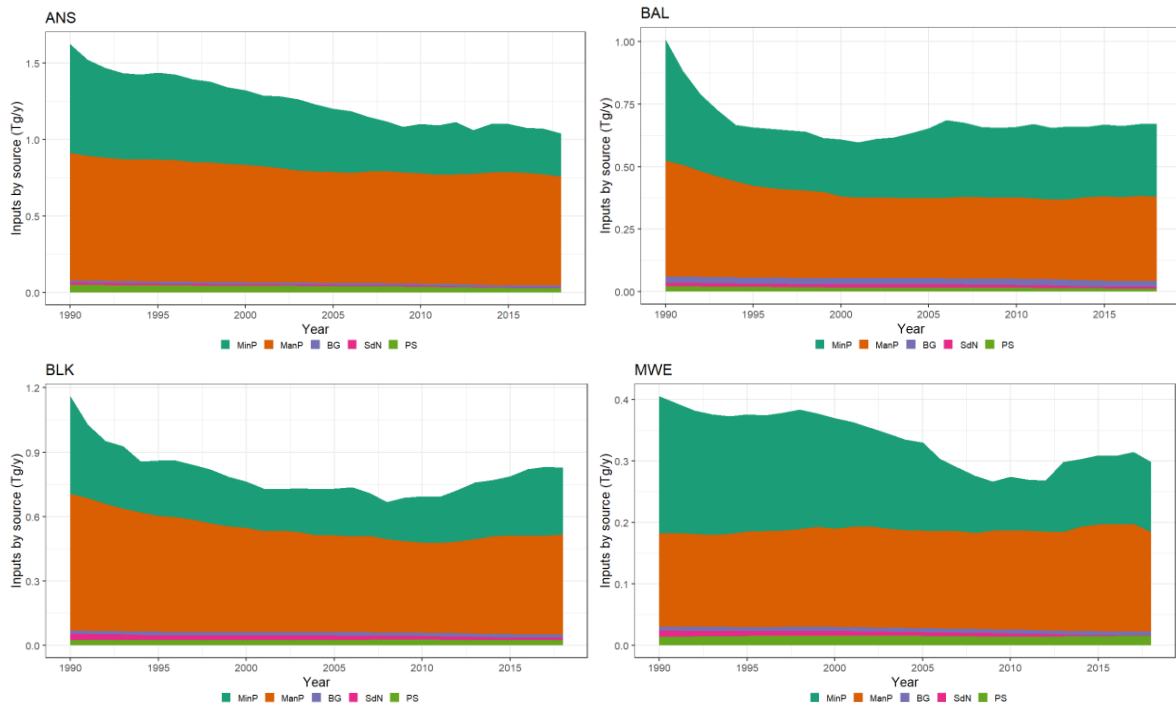 ANS
Inputs by source (Tg/y)
1.5
1.0
0.5
0.0
1990 1995 2000 2005 2010 2015
Year
MinP ManP BG SdN PS
BAL
Inputs by source (Tg/y)
1.00
0.75
0.50
0.25
0.00
1990 1995 2000 2005 2010 2015
Year
MinP ManP BG SdN PS
BLK
Inputs by source (Tg/y)
1.2
0.9
0.6
0.3
0.0
1990 1995 2000 2005 2010 2015
Year
MinP ManP BG SdN PS
MWE
Inputs by source (Tg/y)
0.4
0.3
0.2
0.1
0.0
1990 1995 2000 2005 2010 2015
Year
MinP ManP BG SdN PS